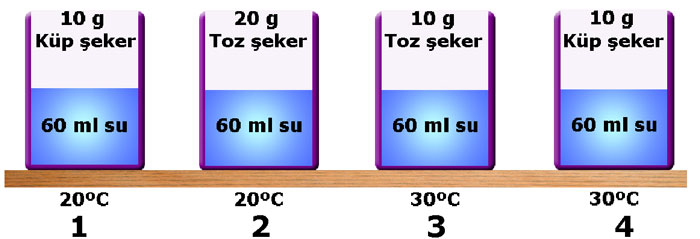 10 g
Küp şeker
60 ml su
20ºC
1
20 g
Toz şeker
60 ml su
20ºC
2
10 g
Toz şeker
60 ml su
30ºC
3
10 g
Küp şeker
60 ml su
30ºC
4